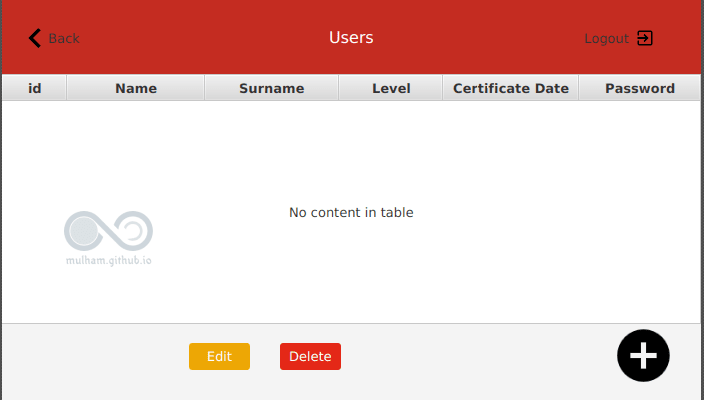 Back
Users
Logout
id Name Surname Level Certificate Date Password
No content in table
mulham.github.io
Edit
Delete